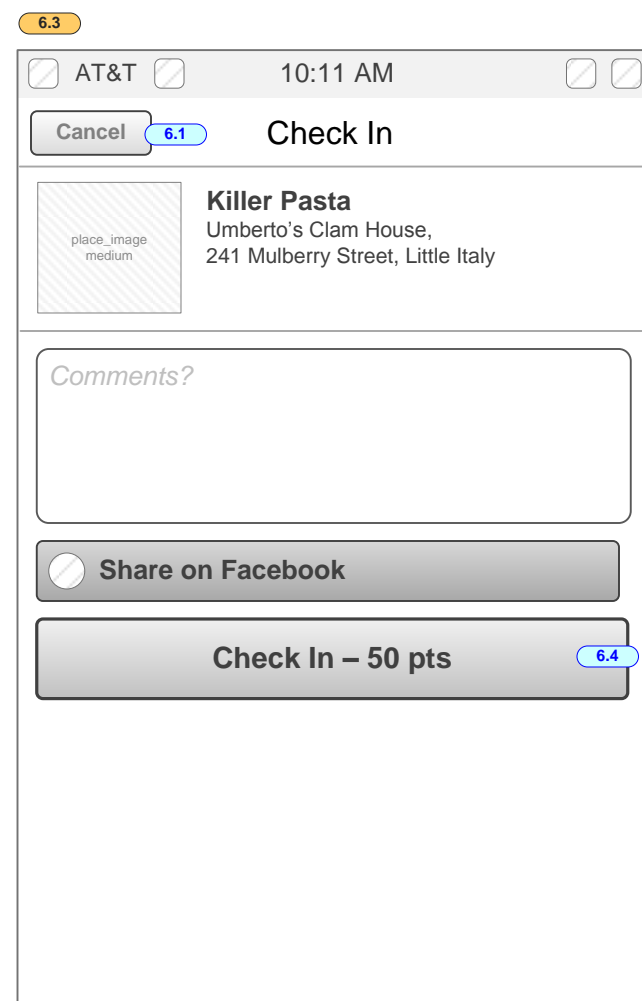 6.3
AT&T 10:11 AM
Cancel 6.1 Check In
place_image
medium
Killer Pasta
Umberto’s Clam House,
241 Mulberry Street, Little Italy
Comments?
Share on Facebook
Check In – 50 pts 6.4